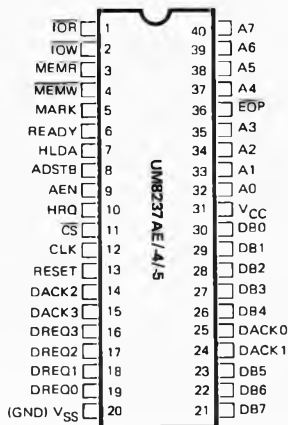 IOR 1 40 A7
IOW 2 39 A6
MEMR 3 38 A5
MEMW 4 37 A4
MARK 5 36 EOP
READY 6 35 A3
HLDA 7 34 A2
ADSTB 8 33 A1
AEN 9 32 A0
HRQ 10 31 VCC
CS 11 30 DB0
CLK 12 29 DB1
RESET 13 28 DB2
DACK2 14 27 DB3
DACK3 15 26 DB4
DREQ3 16 25 DACK0
DREQ2 17 24 DACK1
DREQ1 18 23 DB5
DREQ0 19 22 DB6
(GND) VSS 20 21 DB7
UM8237AE/-4/-5